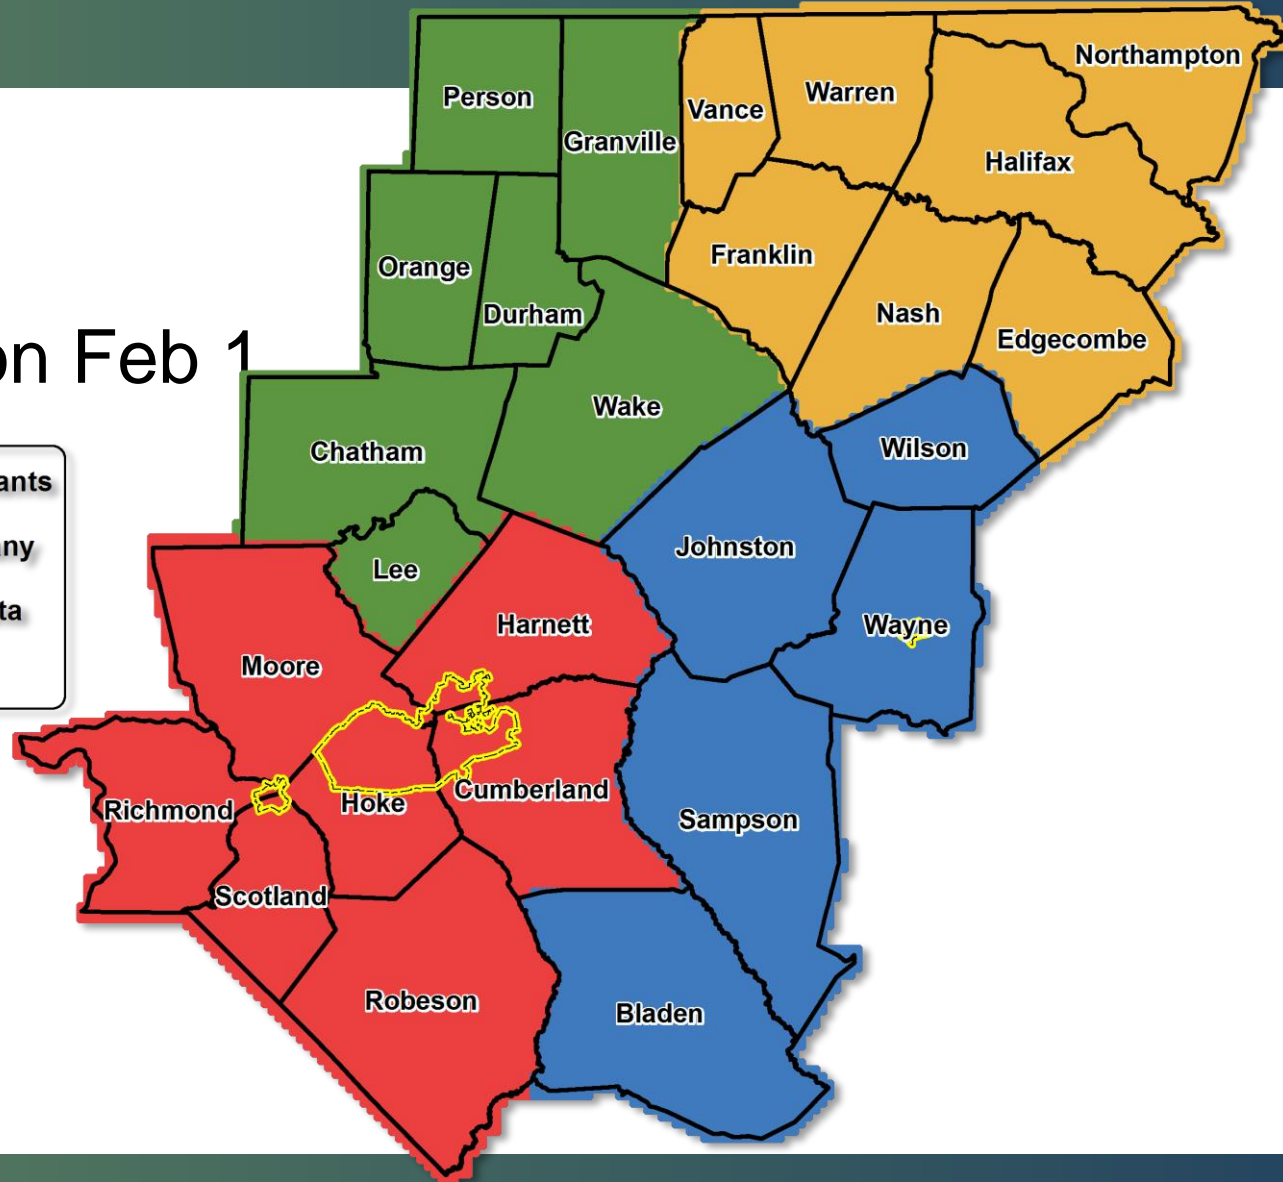 Northampton
Person
Warren
Vance
Granville
Halifax
Franklin
Orange
Nash
Durham
Edgecombe
on Feb 1
Wake
Wilson
Chatham
ants
any
Johnston
Lee
ta
Harnett
Wayne
Moore
Cumberland
Hoke
Richmond
Sampson
Scotland
Robeson
Bladen